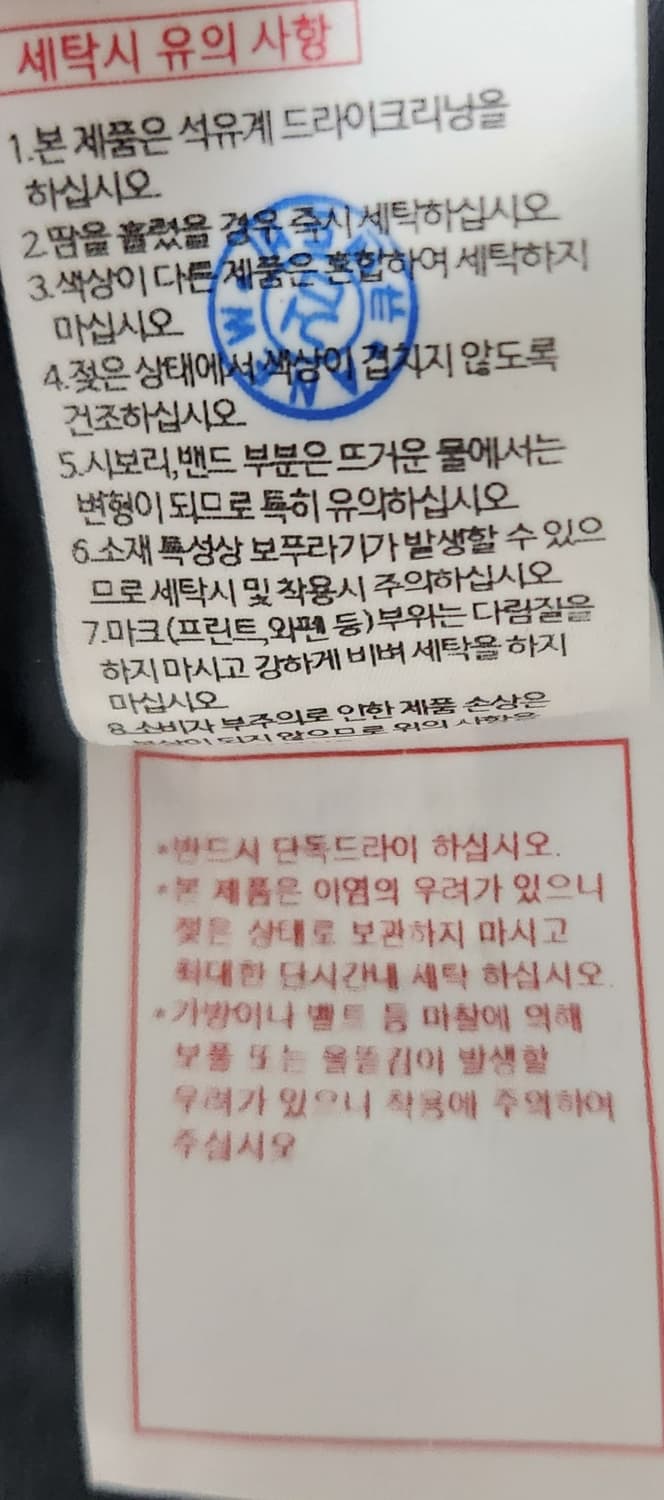 세탁시 유의 사항
1.본 제품은 석유계 드라이크리닝을
하십시오.
2.땀을 흘렸을 경우 즉시 세탁하십시오
3.색상이 다른 제품은 혼합하여 세탁하지
마십시오
4.젖은 상태에서 색상이 겹치지 않도록
건조하십시오
5.시보리,밴드 부분은 뜨거운 물에서는
변형이 되므로 특히 유의하십시오
6.소재 특성상 보푸라기가 발생할 수 있으
므로 세탁시 및 착용시 주의하십시오
7.마크(프린트,와펜 등)부위는 다림질을
하지 마시고 강하게 비벼 세탁을 하지
마십시오
8.소비자 부주의로 인한 제품 손상은
보상이 되지 않으므로 위의 사항을
*반드시 단독드라이 하십시오.
*본 제품은 이염의 우려가 있으니
젖은 상태로 보관하지 마시고
최대한 단시간내 세탁 하십시오.
*가방이나 벨트 등 마찰에 의해
보풀 또는 올뜯김이 발생할
우려가 있으니 착용에 주의하여
주십시오